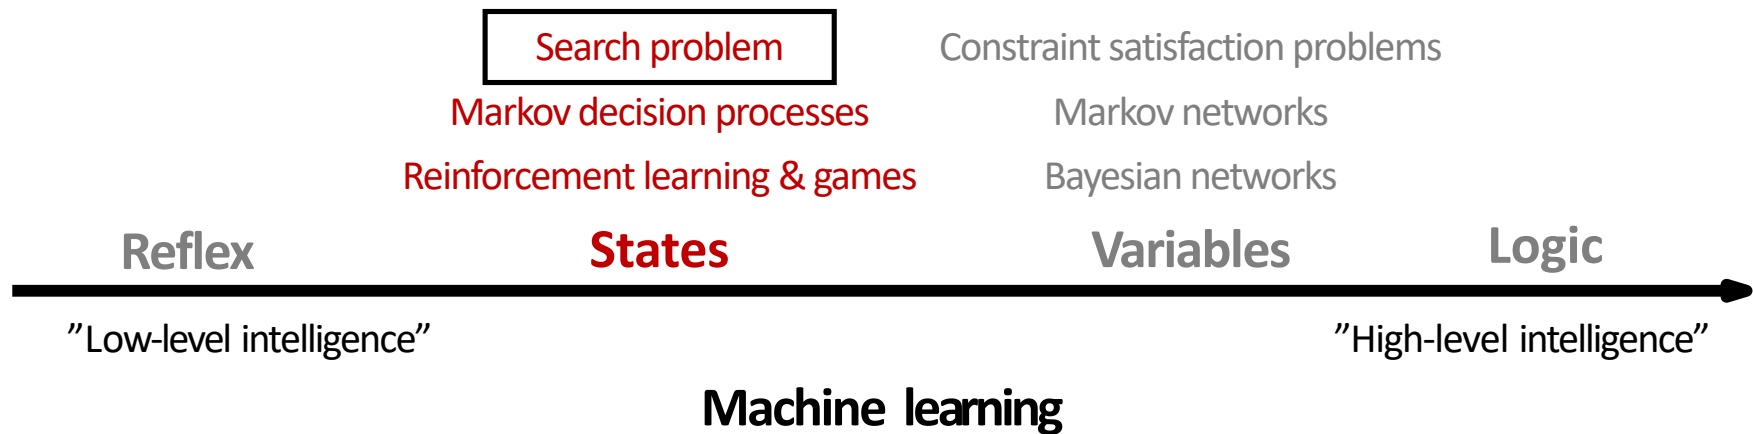 Search problem
Constraint satisfaction problems
Markov decision processes
Markov networks
Reinforcement learning & games
Bayesian networks
Reflex
States
Variables
Logic
”Low-level intelligence”
”High-level intelligence”
Machine learning